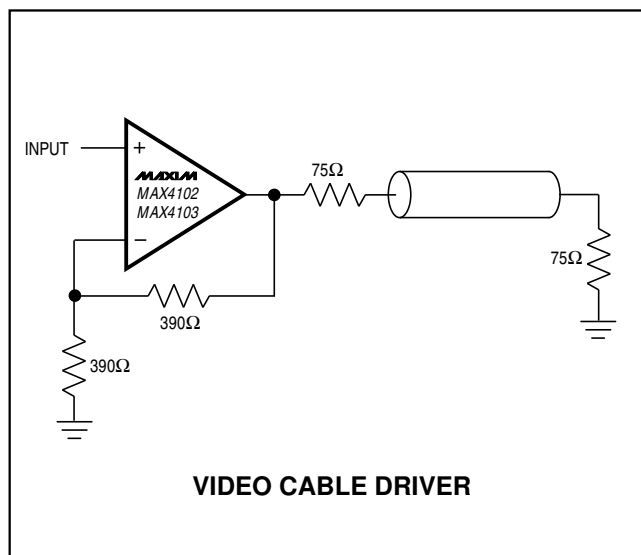 INPUT
+
MAXIM
MAX4102
MAX4103
−
75Ω
75Ω
390Ω
390Ω
VIDEO CABLE DRIVER